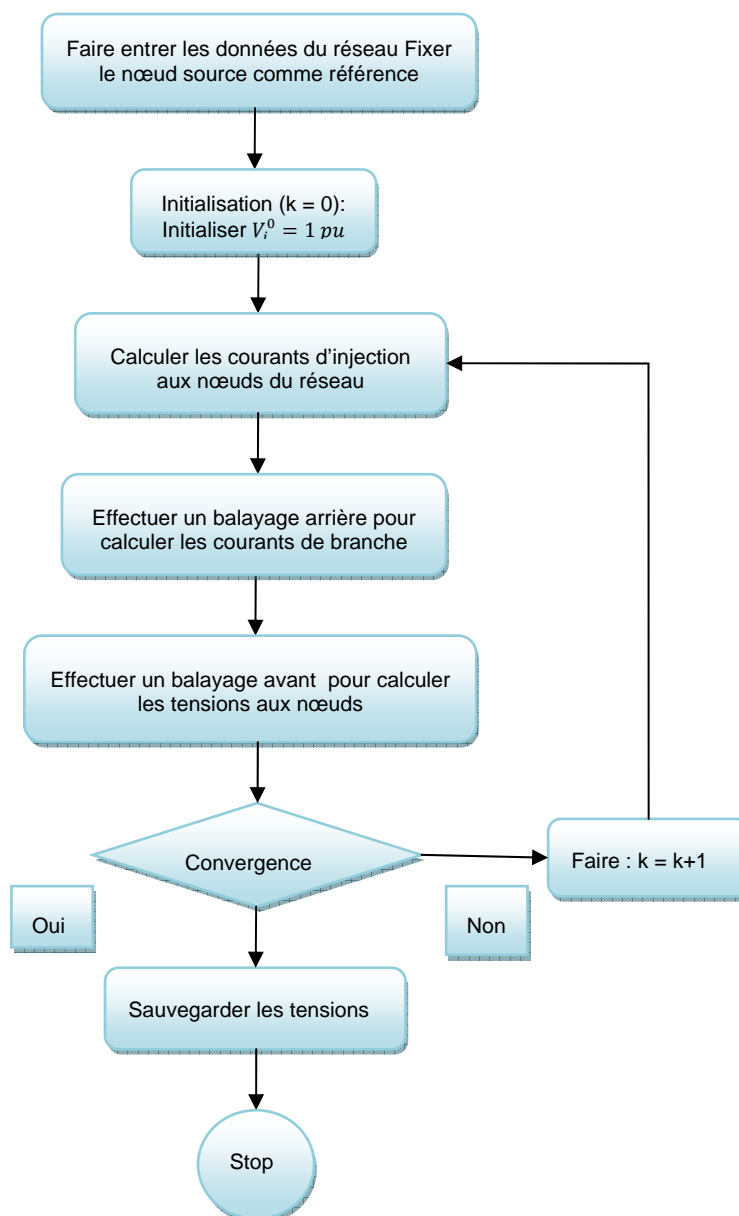 Faire entrer les données du réseau Fixer
le nœud source comme référence
Initialisation (k = 0):
Initialiser $V_i^0 = 1\ pu$
Calculer les courants d’injection
aux nœuds du réseau
Effectuer un balayage arrière pour
calculer les courants de branche
Effectuer un balayage avant pour calculer
les tensions aux nœuds
Convergence
Faire : k = k+1
Oui
Non
Sauvegarder les tensions
Stop